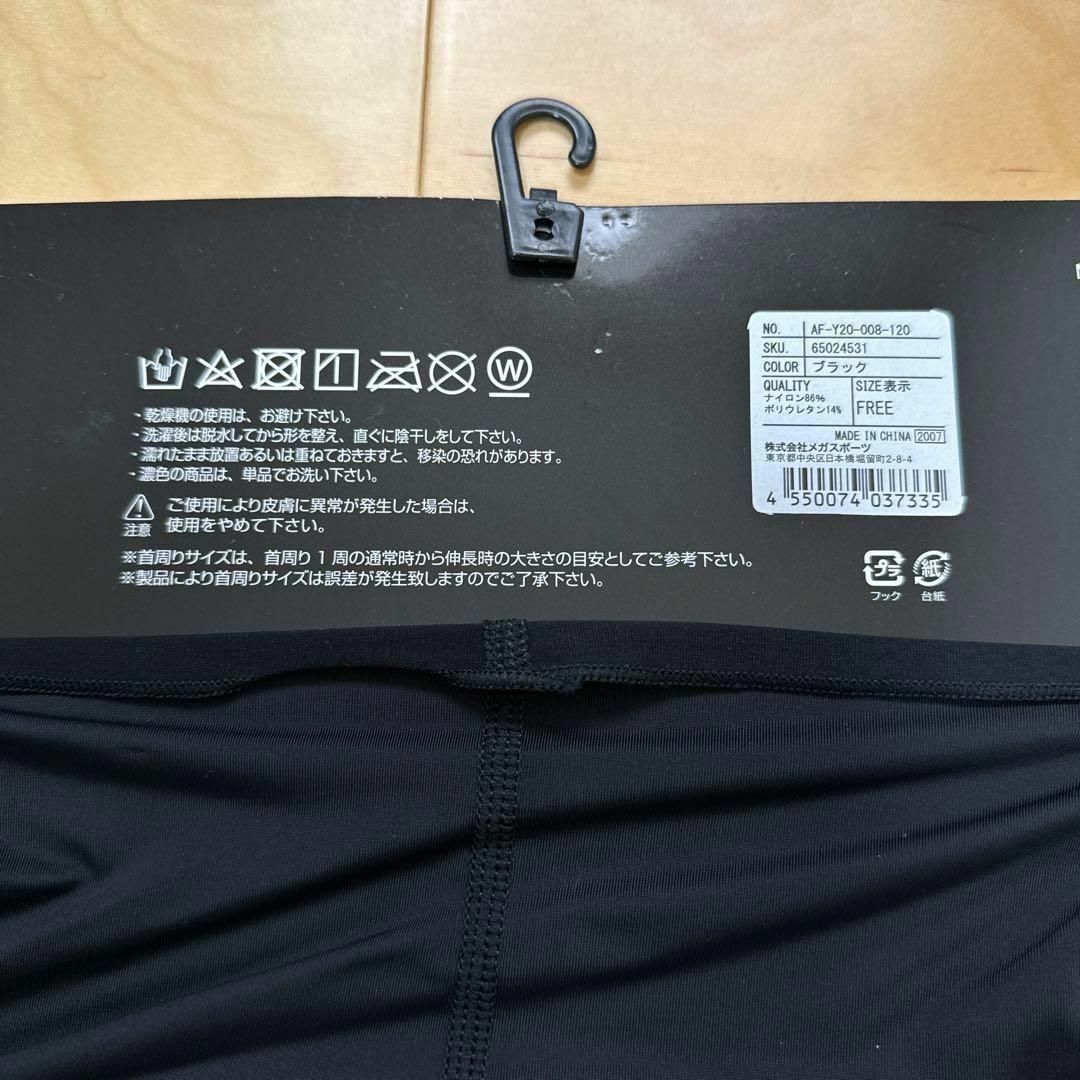 W
・乾燥機の使用は、お避け下さい。
・洗濯後は脱水してから形を整え、直ぐに陰干しをして下さい。
・濡れたまま放置あるいは重ねておきますと、移染の恐れがあります。
・濃色の商品は、単品でお洗い下さい。
注意
ご使用により皮膚に異常が発生した場合は、
使用をやめて下さい。
※首周りサイズは、首周り1周の通常時から伸長時の大きさの目安としてご参考下さい。
※製品により首周りサイズは誤差が発生致しますのでご了承下さい。
NO. AF-Y20-008-120
SKU. 65024531
COLOR ブラック
QUALITY SIZE表示
ナイロン86%
ポリウレタン14%
FREE
MADE IN CHINA 2007
株式会社メガスポーツ
東京都中央区日本橋堀留町2-8-4
4 550074 037335
プラ 紙
フック 台紙